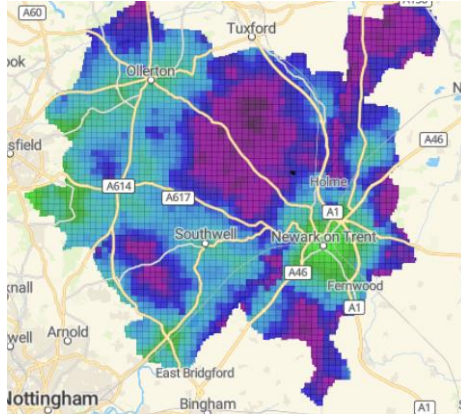 A60
A156
Tuxford
ook
Ollerton
N
sfield
A46
A614
A617
Holme
A1
Southwell
Newark on Trent
A46
Fernwood
knall
A1
well
Arnold
East Bridgford
Nottingham
Bingham